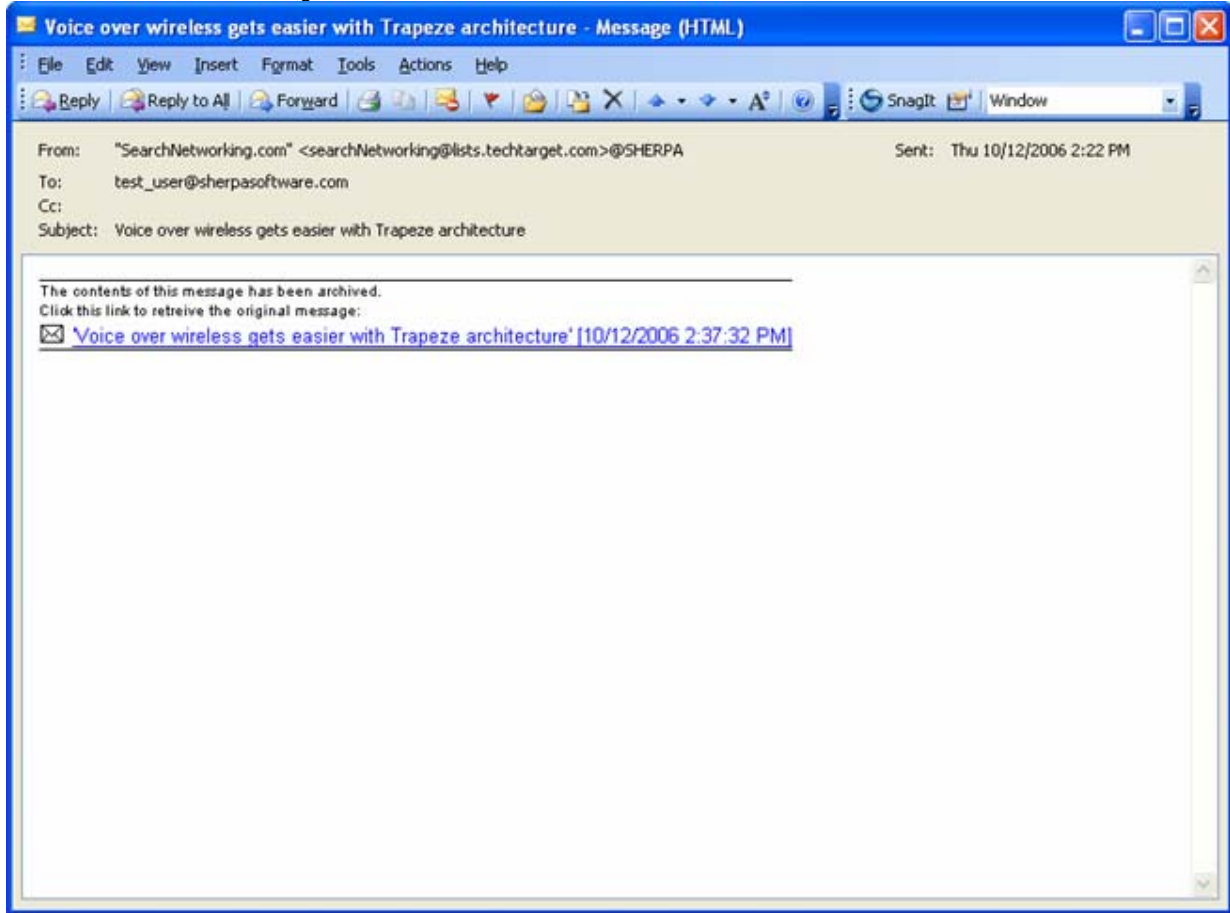 Voice over wireless gets easier with Trapeze architecture - Message (HTML)
File Edit View Insert Format Tools Actions Help
Reply Reply to All Forward A SnagIt Window
From: "SearchNetworking.com" <searchNetworking@lists.techtarget.com>@SHERPA Sent: Thu 10/12/2006 2:22 PM
To: test_user@sherpasoftware.com
Cc:
Subject: Voice over wireless gets easier with Trapeze architecture
The contents of this message has been archived.
Click this link to retreive the original message:
'Voice over wireless gets easier with Trapeze architecture' [10/12/2006 2:37:32 PM]